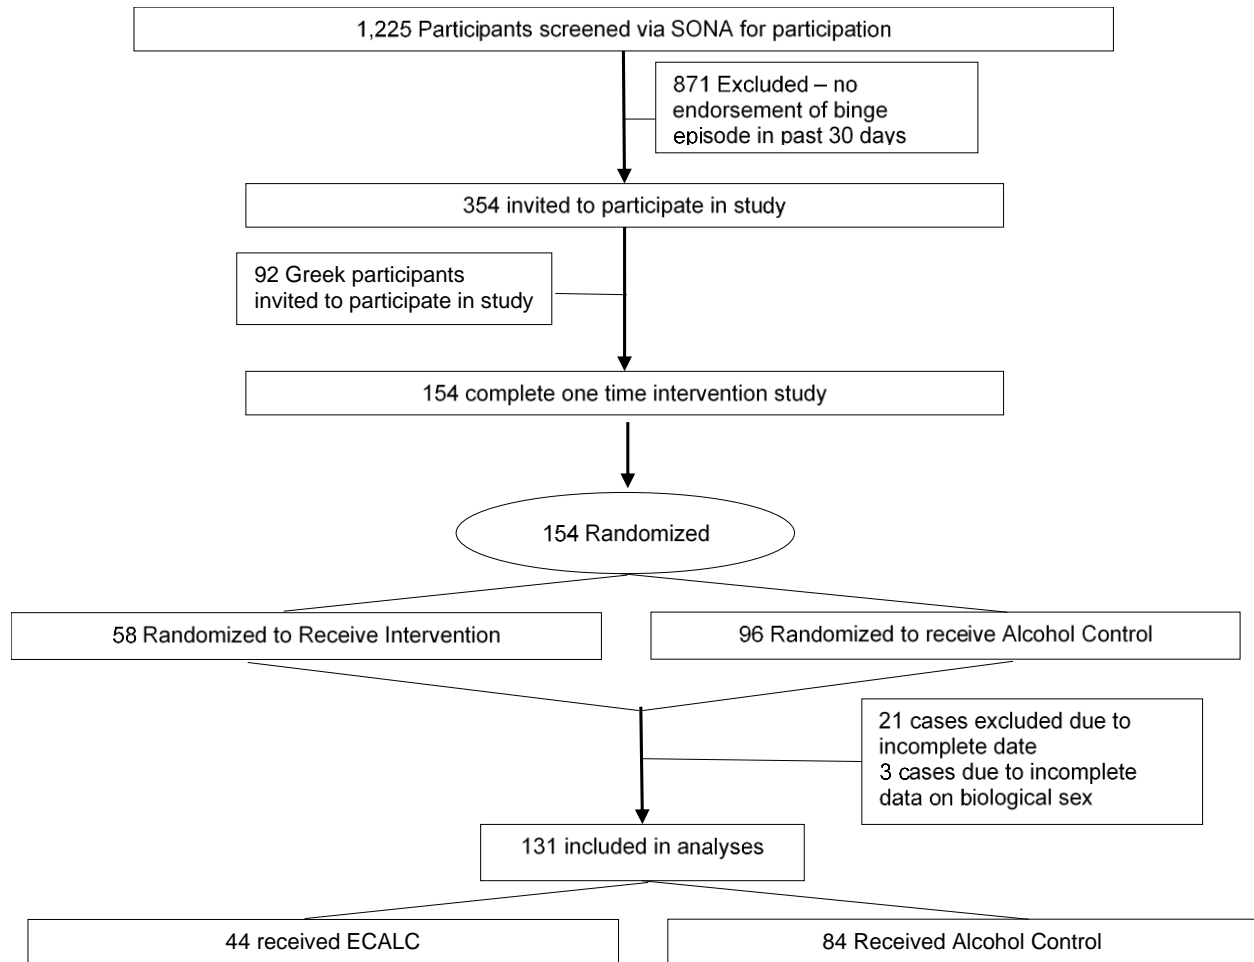 1,225 Participants screened via SONA for participation
871 Excluded – no
endorsement of binge
episode in past 30 days
354 invited to participate in study
92 Greek participants
invited to participate in study
154 complete one time intervention study
154 Randomized
58 Randomized to Receive Intervention
96 Randomized to receive Alcohol Control
21 cases excluded due to
incomplete date
3 cases due to incomplete
data on biological sex
131 included in analyses
44 received ECALC
84 Received Alcohol Control